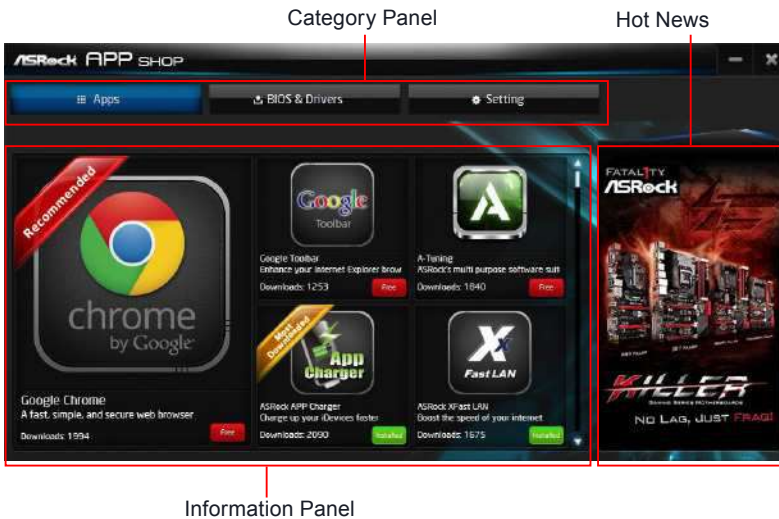 Category Panel
Hot News
ASRock APP SHOP
Apps
BIOS & Drivers
Setting
Recommended
chrome
by Google
Google Chrome
A fast, simple, and secure web browser
Downloads: 1994
Free
Google
Toolbar
Google Toolbar
Enhance your Internet Explorer brow
Downloads: 1253
Free
A-Tuning
ASRock's multi purpose software suit
Downloads: 1840
Free
Most
Downloaded
App
Charger
ASRock APP Charger
Charge up your iDevices faster
Downloads: 2090
Installed
Fast LAN
ASRock XFast LAN
Boost the speed of your internet
Downloads: 1675
Installed
FATAL1TY
ASRock
KILLER
GAMING SERIES MOTHERBOARD
NO LAG, JUST FRAG!
Information Panel